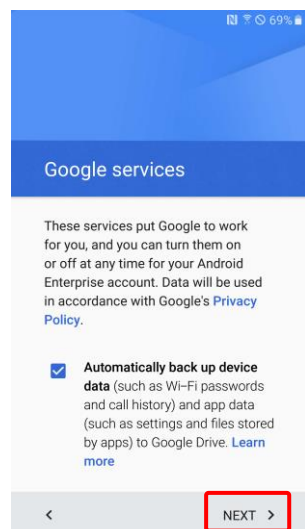 69%
Google services
These services put Google to work
for you, and you can turn them on
or off at any time for your Android
Enterprise account. Data will be used
in accordance with Google's Privacy
Policy.
Automatically back up device
data (such as Wi–Fi passwords
and call history) and app data
(such as settings and files stored
by apps) to Google Drive. Learn
more
< NEXT >